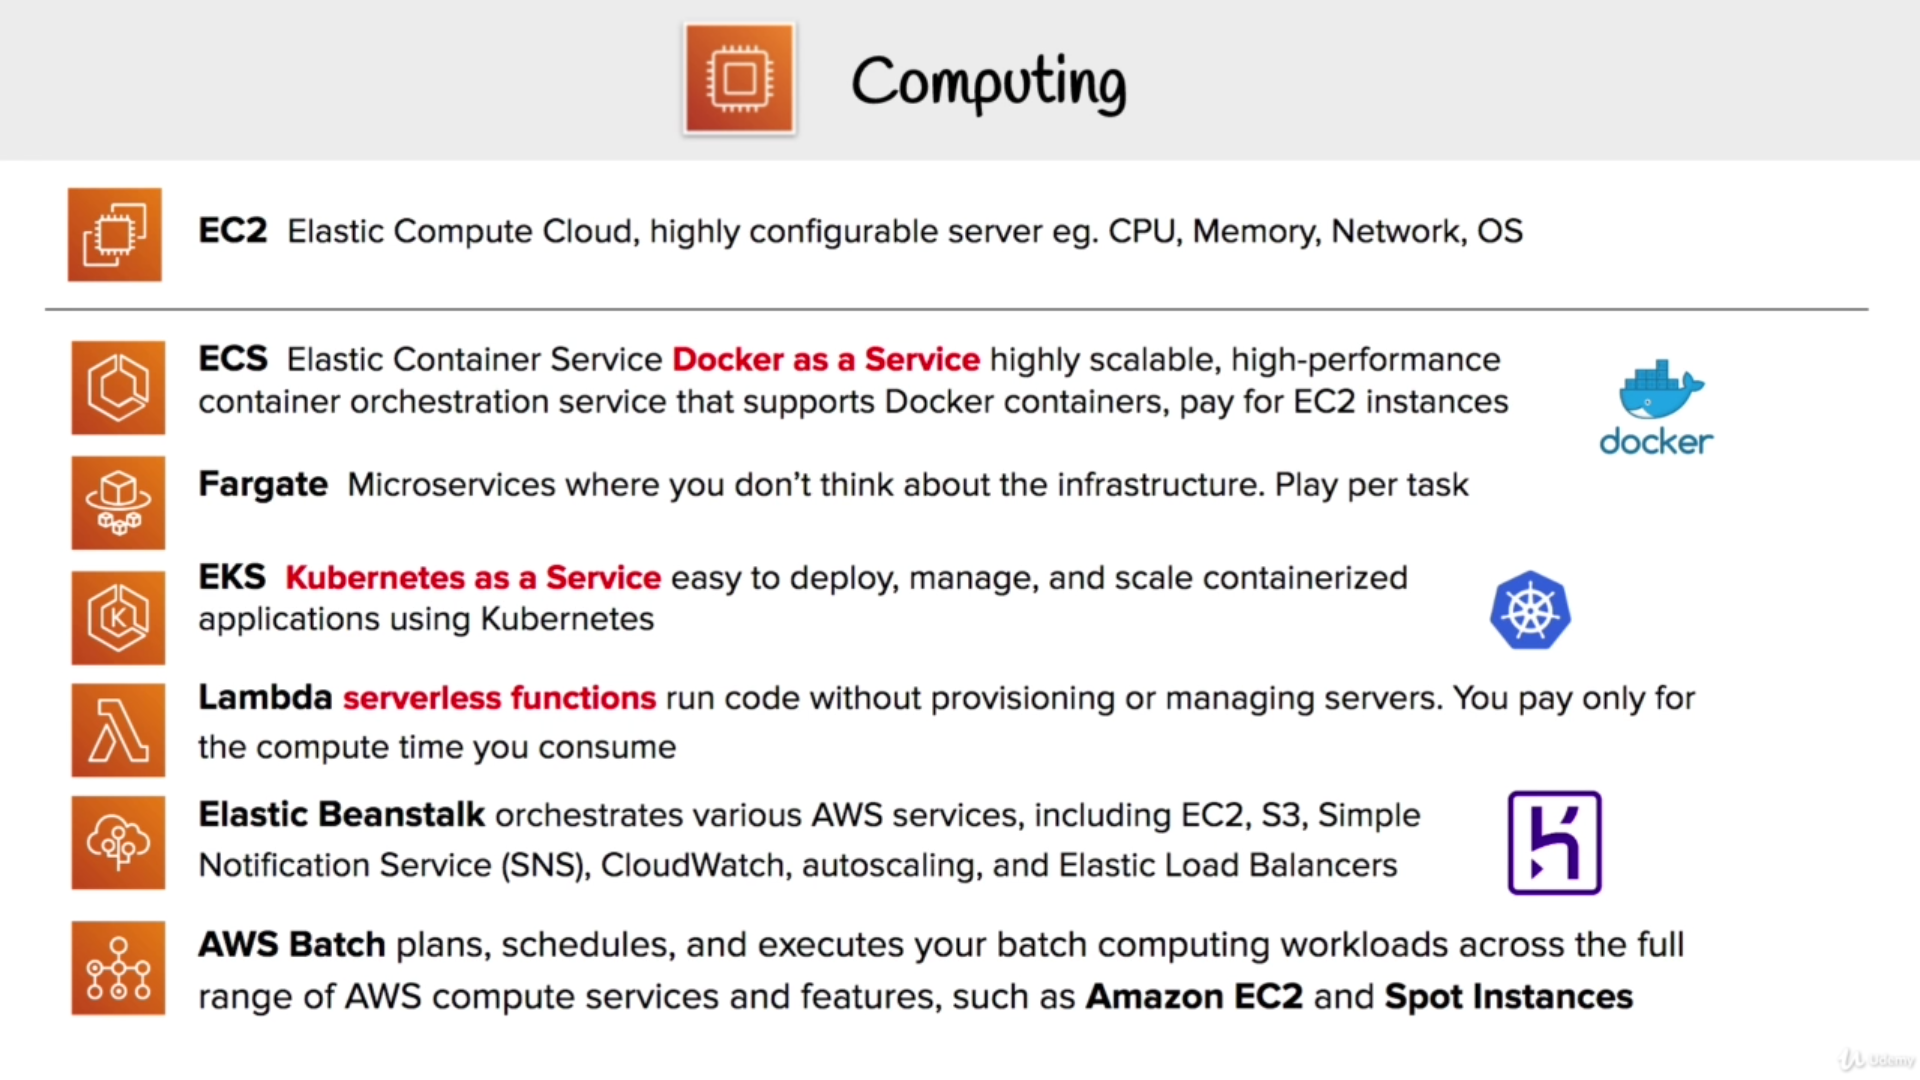 Computing
EC2 Elastic Compute Cloud, highly configurable server eg. CPU, Memory, Network, OS
ECS Elastic Container Service Docker as a Service highly scalable, high-performance
container orchestration service that supports Docker containers, pay for EC2 instances
docker
Fargate Microservices where you don’t think about the infrastructure. Play per task
EKS Kubernetes as a Service easy to deploy, manage, and scale containerized
applications using Kubernetes
K
Lambda serverless functions run code without provisioning or managing servers. You pay only for
the compute time you consume
Elastic Beanstalk orchestrates various AWS services, including EC2, S3, Simple
Notification Service (SNS), CloudWatch, autoscaling, and Elastic Load Balancers
AWS Batch plans, schedules, and executes your batch computing workloads across the full
range of AWS compute services and features, such as Amazon EC2 and Spot Instances
Udemy